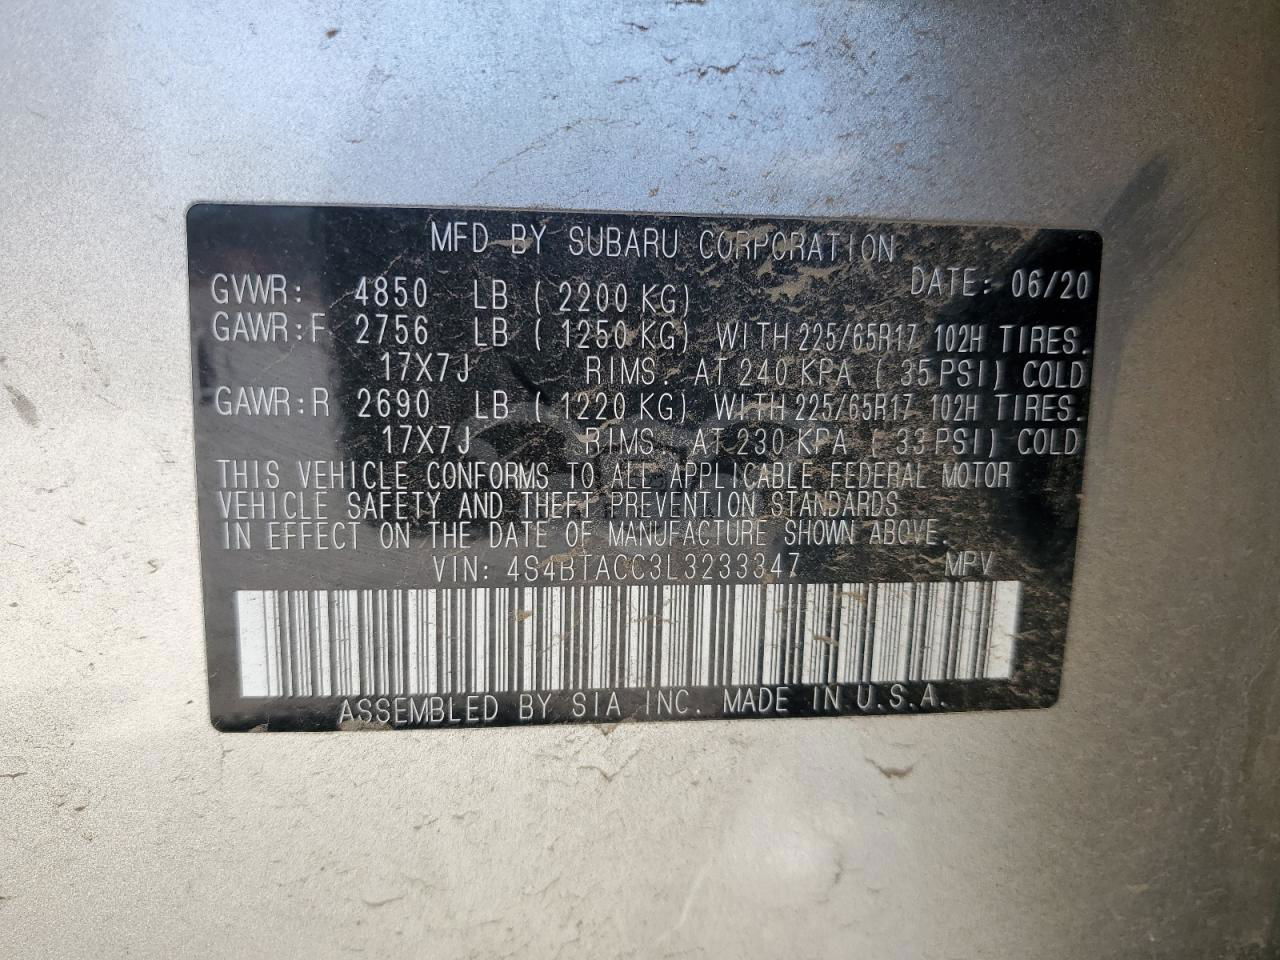 MFD BY SUBARU CORPORATION
DATE: 06/20
GVWR: 4850 LB ( 2200 KG)
GAWR:F 2756 LB ( 1250 KG) WITH 225/65R17 102H TIRES.
17X7J RIMS. AT 240 KPA ( 35 PSI) COLD
GAWR:R 2690 LB ( 1220 KG) WITH 225/65R17 102H TIRES.
17X7J RIMS. AT 230 KPA ( 33 PSI) COLD
THIS VEHICLE CONFORMS TO ALL APPLICABLE FEDERAL MOTOR
VEHICLE SAFETY AND THEFT PREVENTION STANDARDS
IN EFFECT ON THE DATE OF MANUFACTURE SHOWN ABOVE.
VIN: 4S4BTACC3L3233347 MPV
ASSEMBLED BY SIA INC. MADE IN U.S.A.